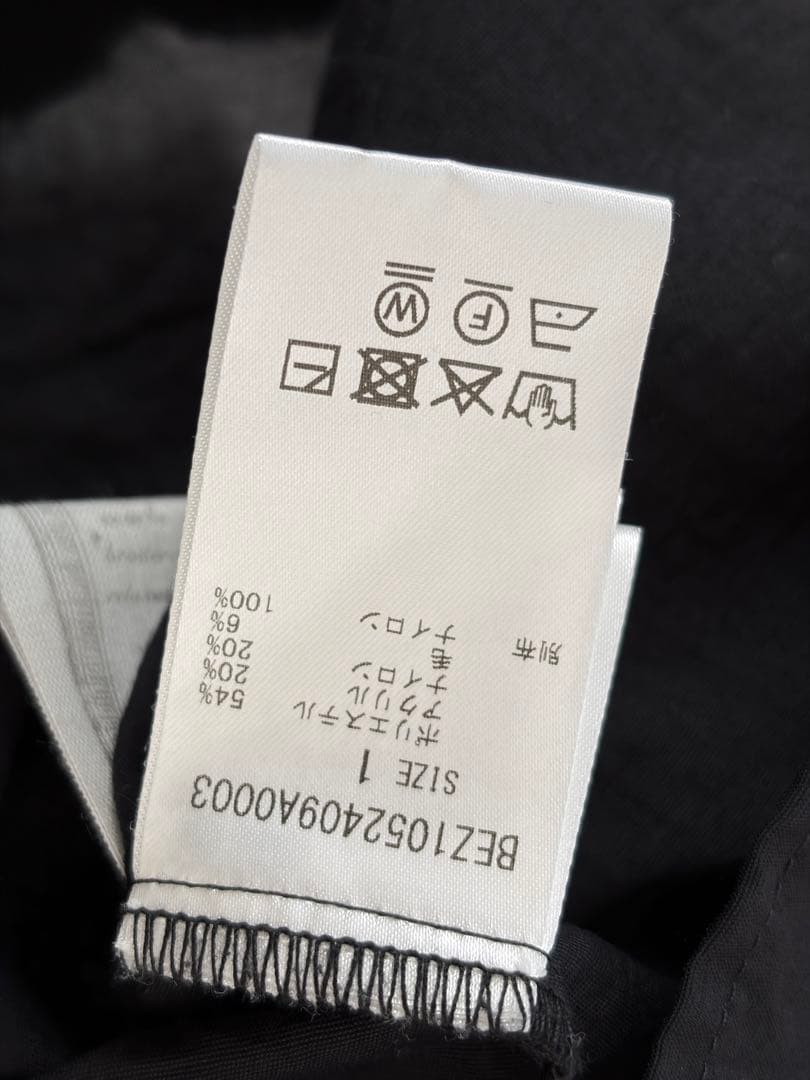 BEZ1052409A0003
SIZE 1
ポリエステル 54%
アクリル 20%
ナイロン 20%
毛 6%
別布 ナイロン 100%
F
W